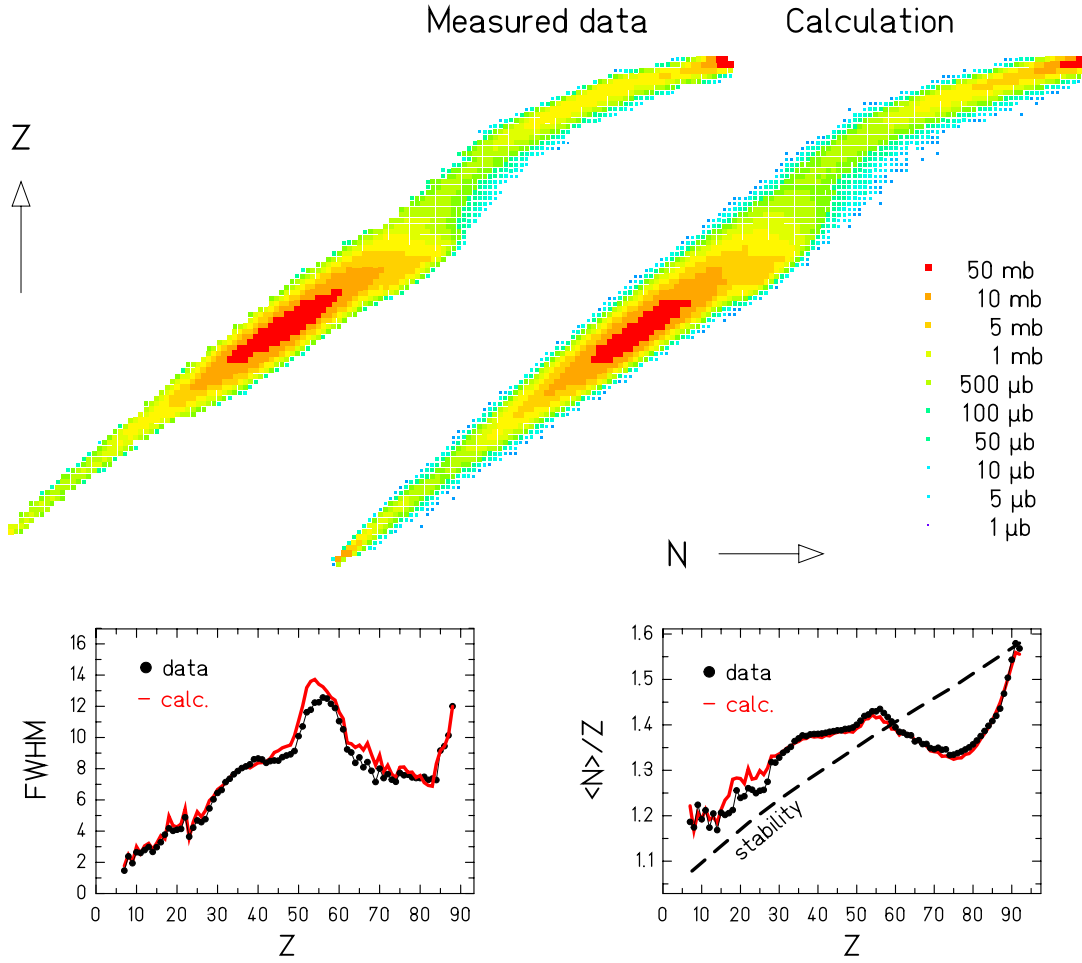 Measured data
Calculation
Z
50 mb
10 mb
5 mb
1 mb
500 µb
100 µb
50 µb
10 µb
5 µb
1 µb
N
FWHM
16
14
12
10
8
6
4
2
0
data
calc.
0 10 20 30 40 50 60 70 80 90
Z
<N>/Z
1.6
1.5
1.4
1.3
1.2
1.1
data
calc.
stability
0 10 20 30 40 50 60 70 80 90
Z